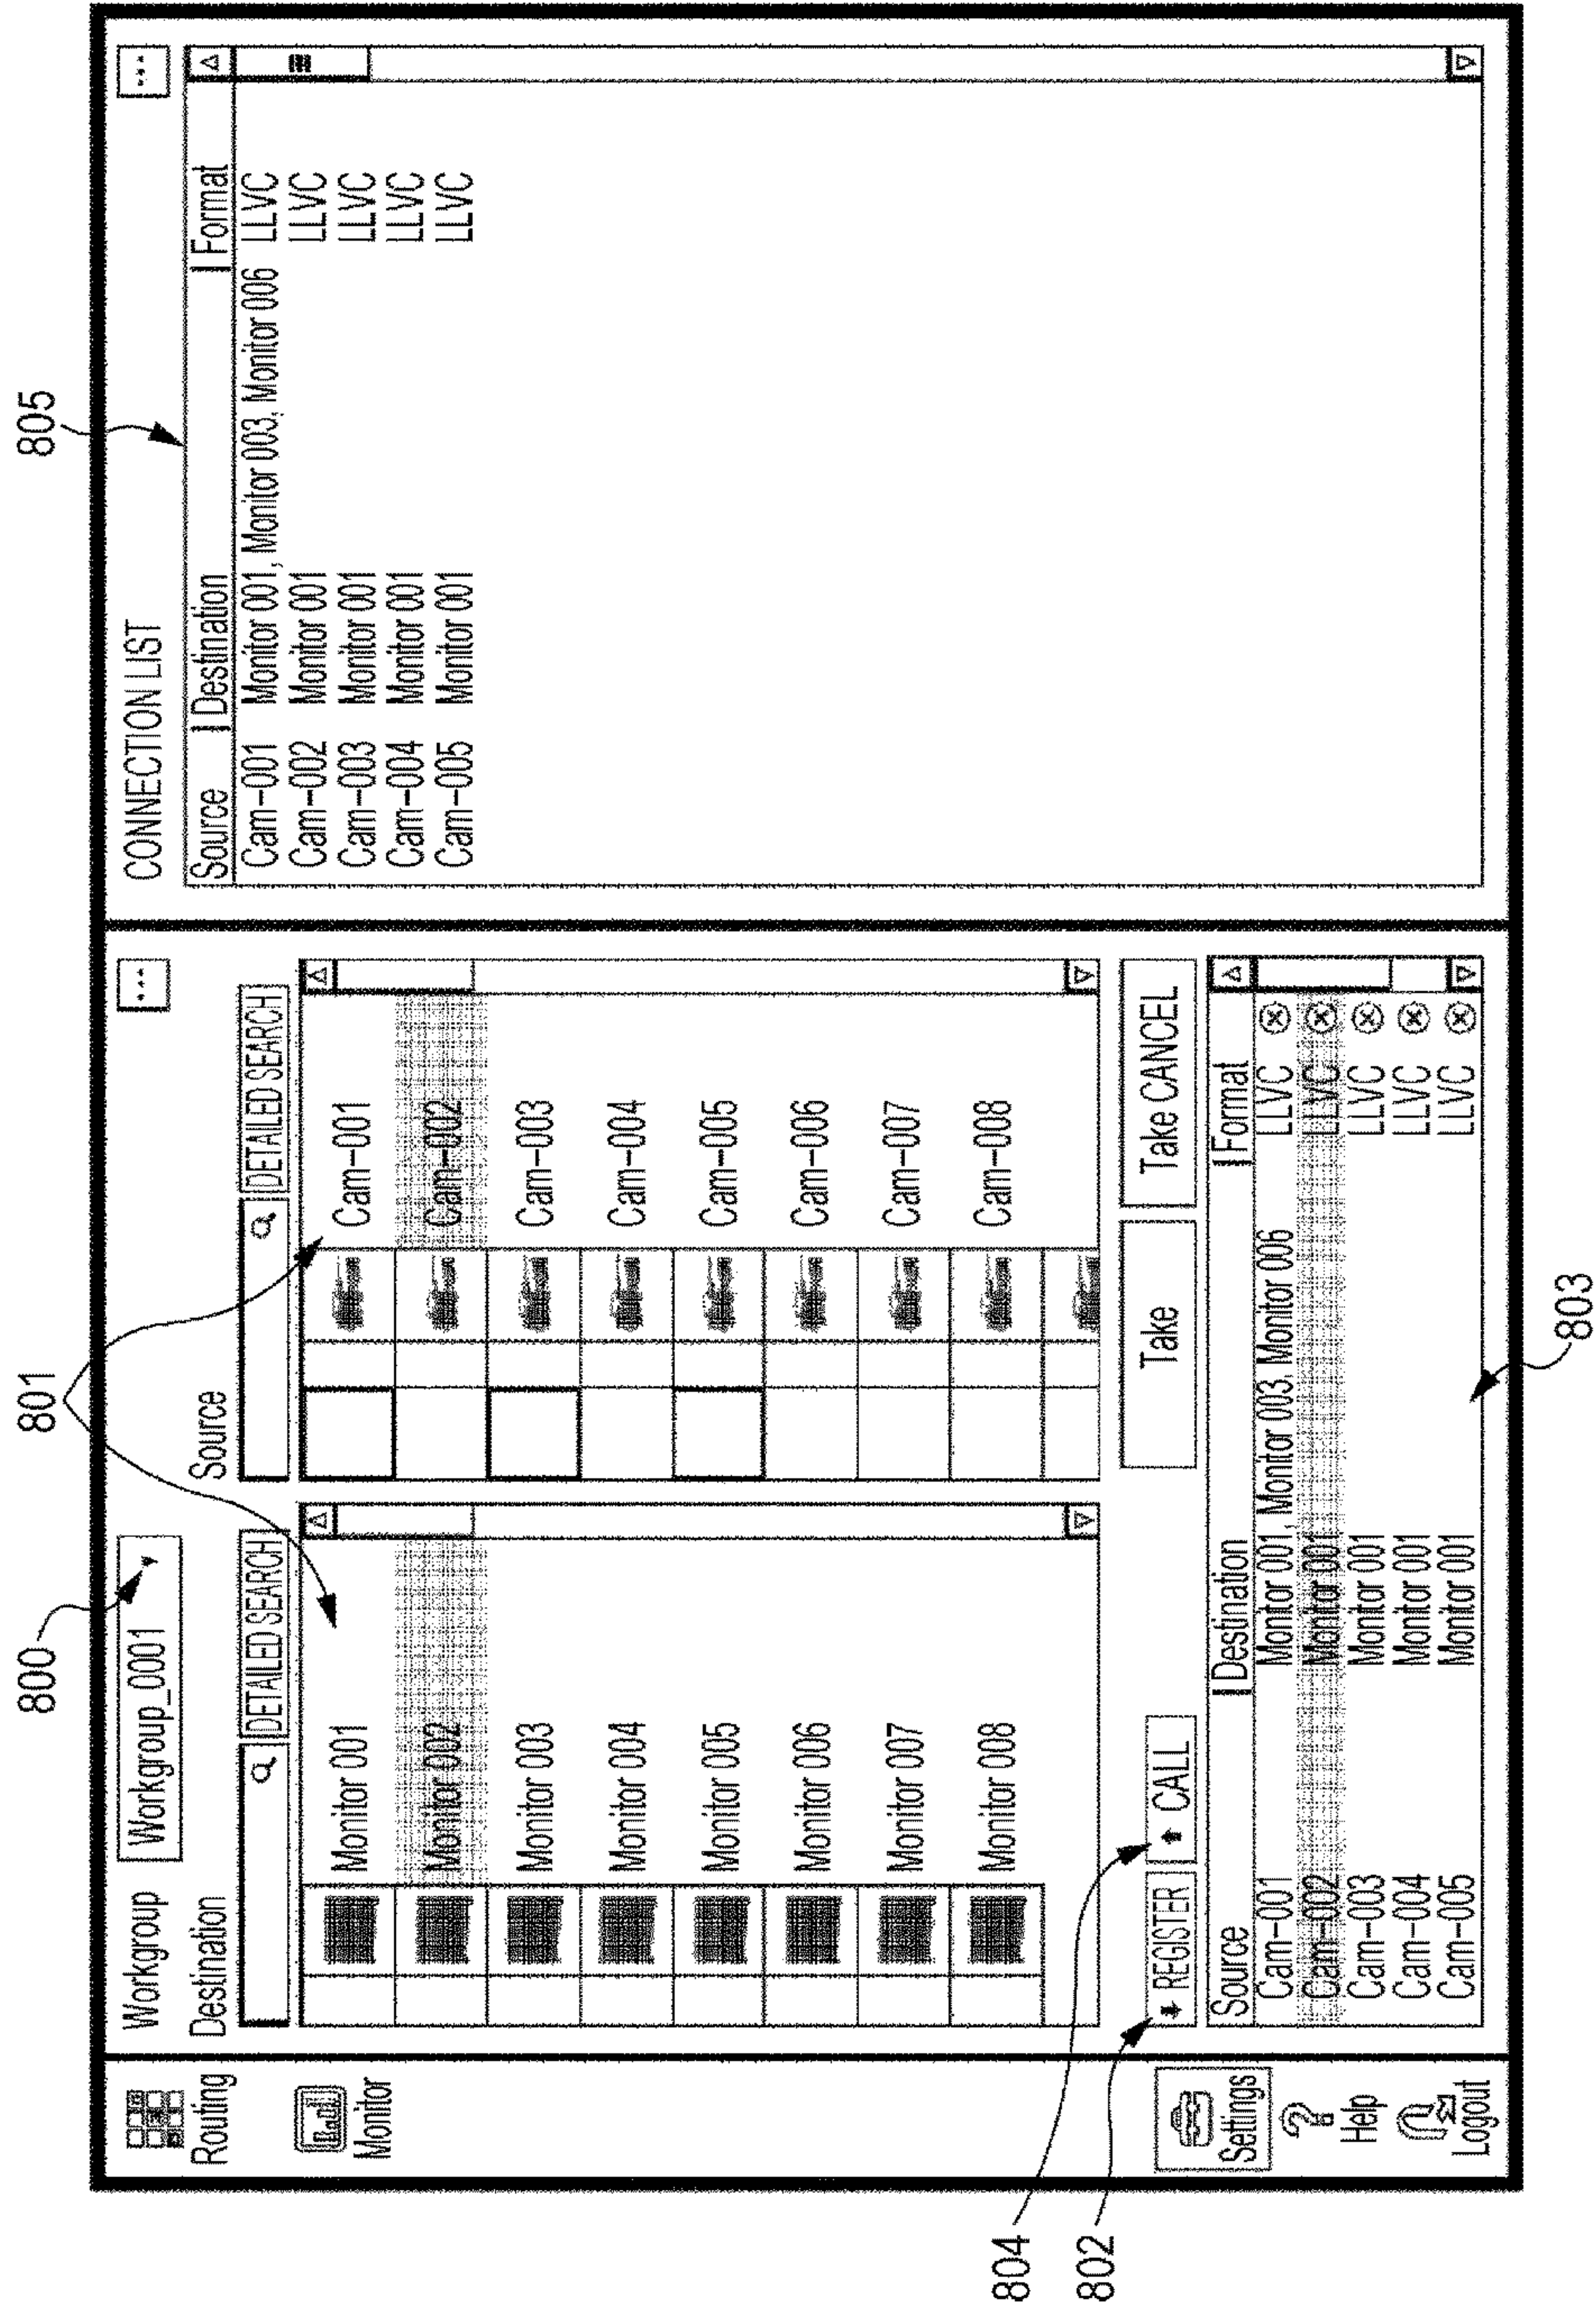 800
801
805
Routing
Monitor
Settings
Help
Logout
Workgroup Workgroup_0001
Destination
DETAILED SEARCH
Monitor 001
Monitor 002
Monitor 003
Monitor 004
Monitor 005
Monitor 006
Monitor 007
Monitor 008
Source
DETAILED SEARCH
Cam-001
Cam-002
Cam-003
Cam-004
Cam-005
Cam-006
Cam-007
Cam-008
REGISTER CALL
Take Take CANCEL
Source Destination Format
Cam-001 Monitor 001, Monitor 003, Monitor 006 LLVC
Cam-002 Monitor 001 LLVC
Cam-003 Monitor 001 LLVC
Cam-004 Monitor 001 LLVC
Cam-005 Monitor 001 LLVC
CONNECTION LIST
Source Destination Format
Cam-001 Monitor 001, Monitor 003, Monitor 006 LLVC
Cam-002 Monitor 001 LLVC
Cam-003 Monitor 001 LLVC
Cam-004 Monitor 001 LLVC
Cam-005 Monitor 001 LLVC
804
802
803